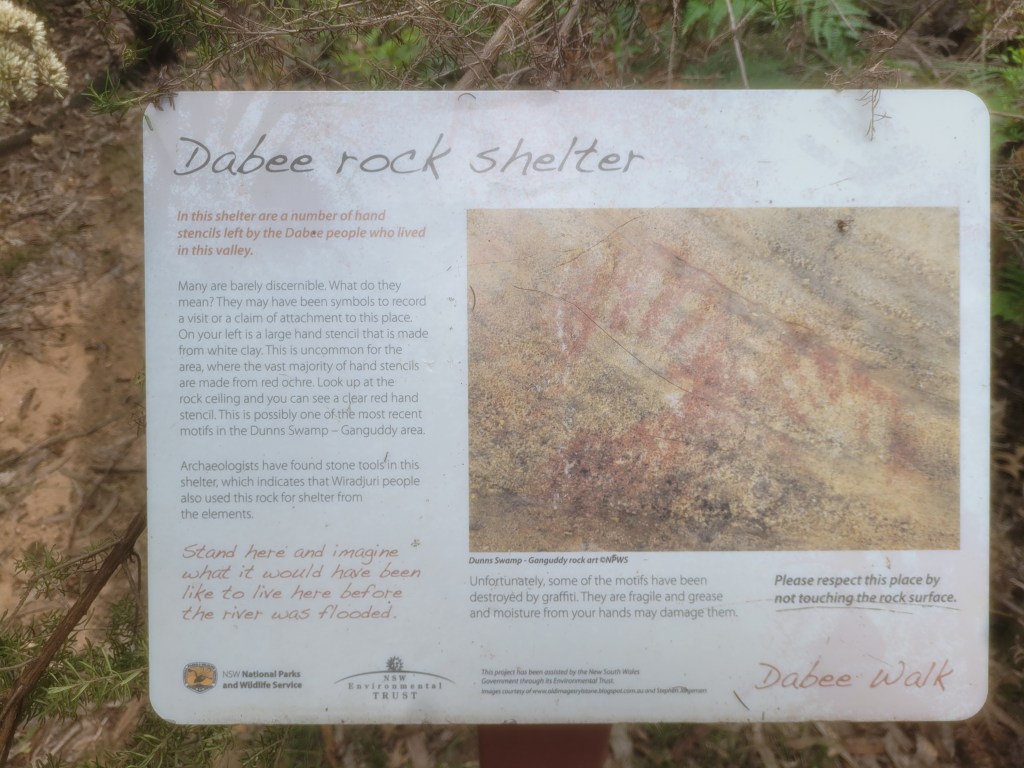 Dabee rock shelter
In this shelter are a number of hand
stencils left by the Dabee people who lived
in this valley.
Many are barely discernible. What do they
mean? They may have been symbols to record
a visit or a claim of attachment to this place.
On your left is a large hand stencil that is made
from white clay. This is uncommon for the
area, where the vast majority of hand stencils
are made from red ochre. Look up at the
rock ceiling and you can see a clear red hand
stencil. This is possibly one of the most recent
motifs in the Dunns Swamp – Ganguddy area.
Archaeologists have found stone tools in this
shelter, which indicates that Wiradjuri people
also used this rock for shelter from
the elements.
Stand here and imagine
what it would have been
like to live here before
the river was flooded.
Dunns Swamp - Ganguddy rock art ©NPWS
Unfortunately, some of the motifs have been
destroyed by graffiti. They are fragile and grease
and moisture from your hands may damage them.
Please respect this place by
not touching the rock surface.
NSW National Parks
and Wildlife Service
NSW
Environmental
TRUST
This project has been assisted by the New South Wales
Government through its Environmental Trust.
Images courtesy of and Stephen
Dabee Walk